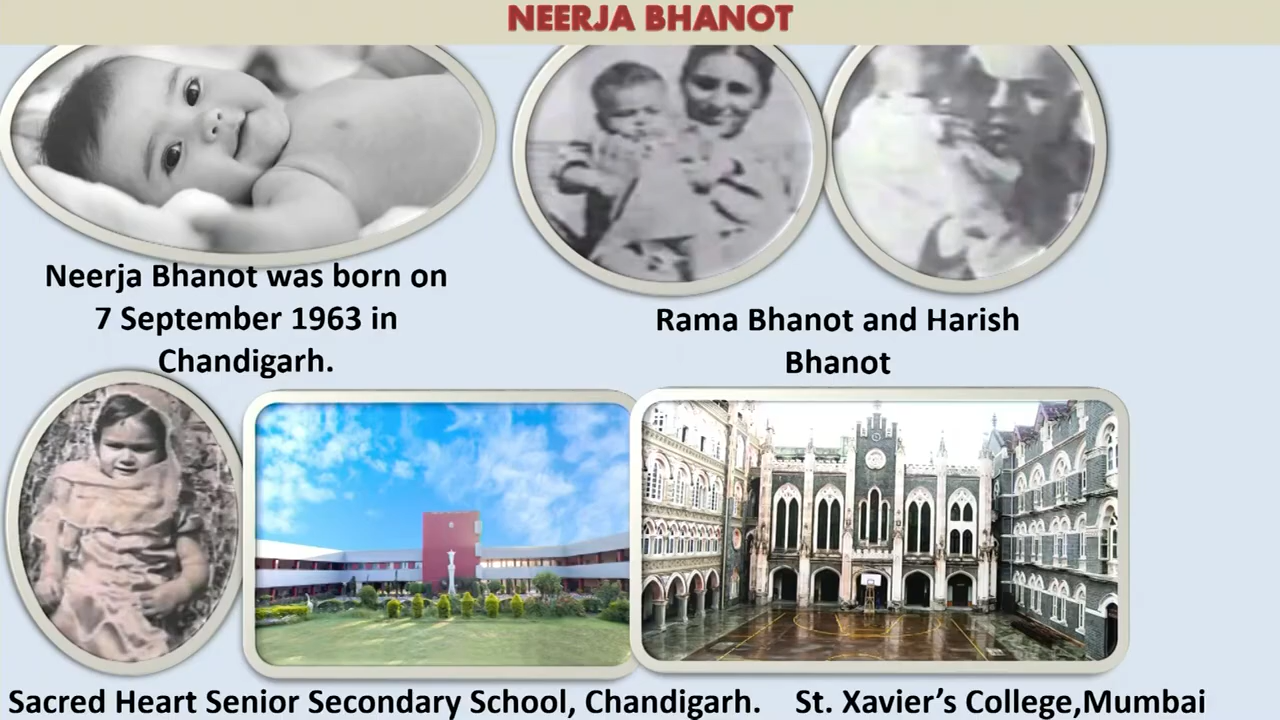 NEERJA BHANOT
Neerja Bhanot was born on
7 September 1963 in
Chandigarh.
Rama Bhanot and Harish
Bhanot
Sacred Heart Senior Secondary School, Chandigarh.
St. Xavier’s College,Mumbai